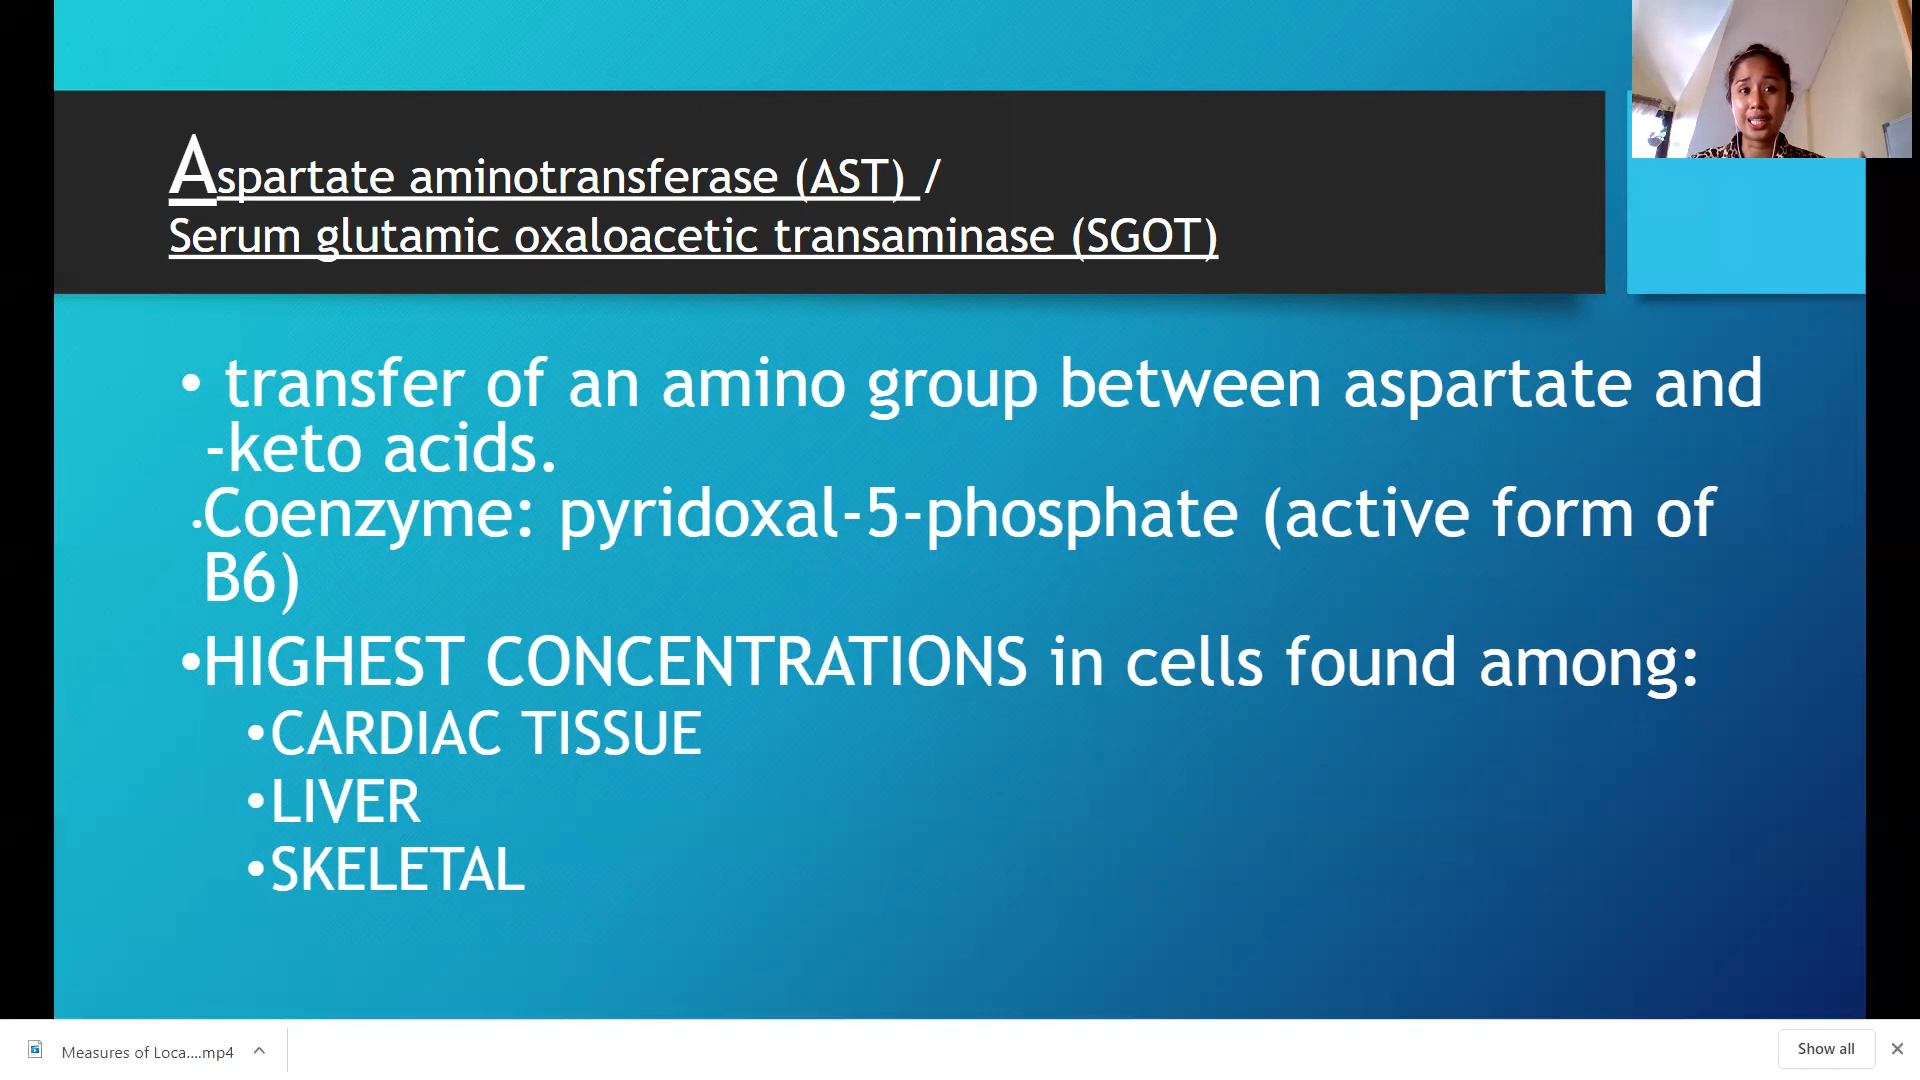 Aspartate aminotransferase (AST) /
Serum glutamic oxaloacetic transaminase (SGOT)
• transfer of an amino group between aspartate and
-keto acids.
•Coenzyme: pyridoxal-5-phosphate (active form of
B6)
•HIGHEST CONCENTRATIONS in cells found among:
•CARDIAC TISSUE
•LIVER
•SKELETAL
Measures of Loca....mp4
Show all